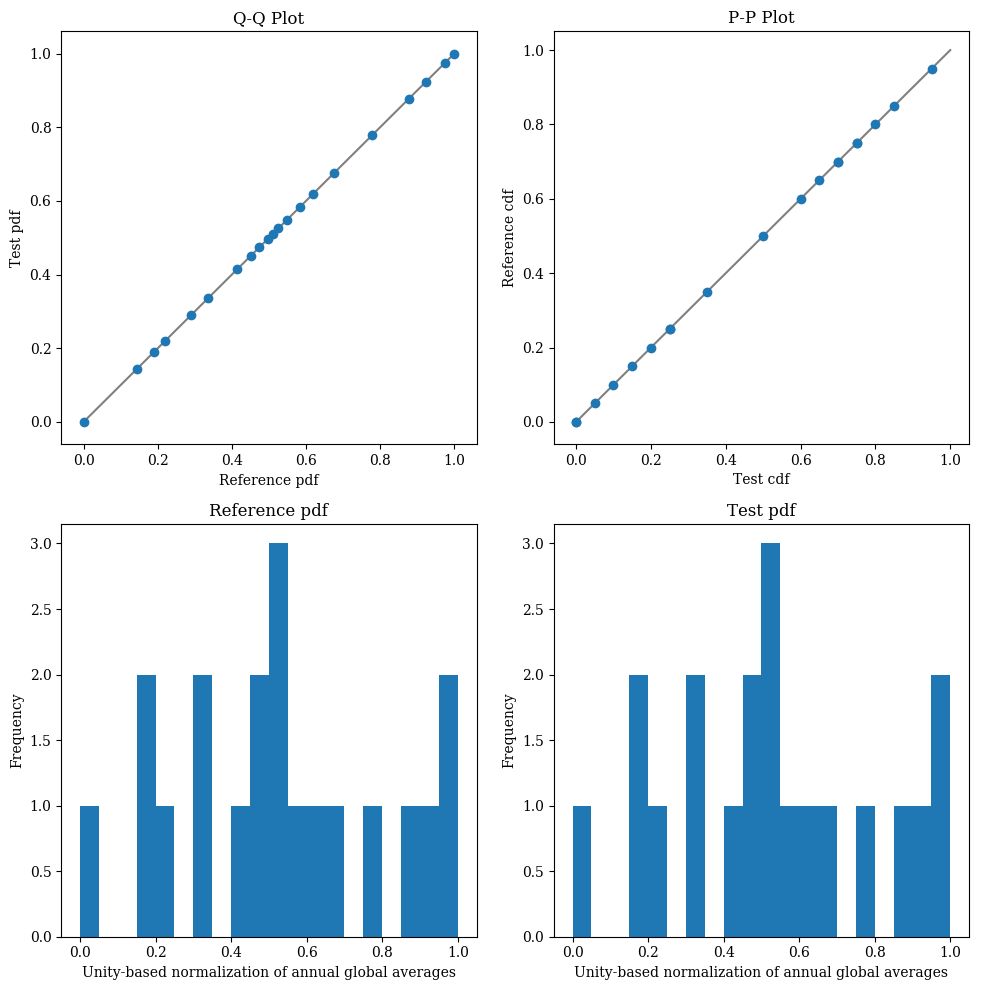 Q-Q Plot
1.0
0.8
0.6
0.4
0.2
0.0
Test pdf
0.0 0.2 0.4 0.6 0.8 1.0
Reference pdf
P-P Plot
1.0
0.8
0.6
0.4
0.2
0.0
Reference cdf
0.0 0.2 0.4 0.6 0.8 1.0
Test cdf
Reference pdf
3.0
2.5
2.0
1.5
1.0
0.5
0.0
Frequency
0.0 0.2 0.4 0.6 0.8 1.0
Unity-based normalization of annual global averages
Test pdf
3.0
2.5
2.0
1.5
1.0
0.5
0.0
Frequency
0.0 0.2 0.4 0.6 0.8 1.0
Unity-based normalization of annual global averages